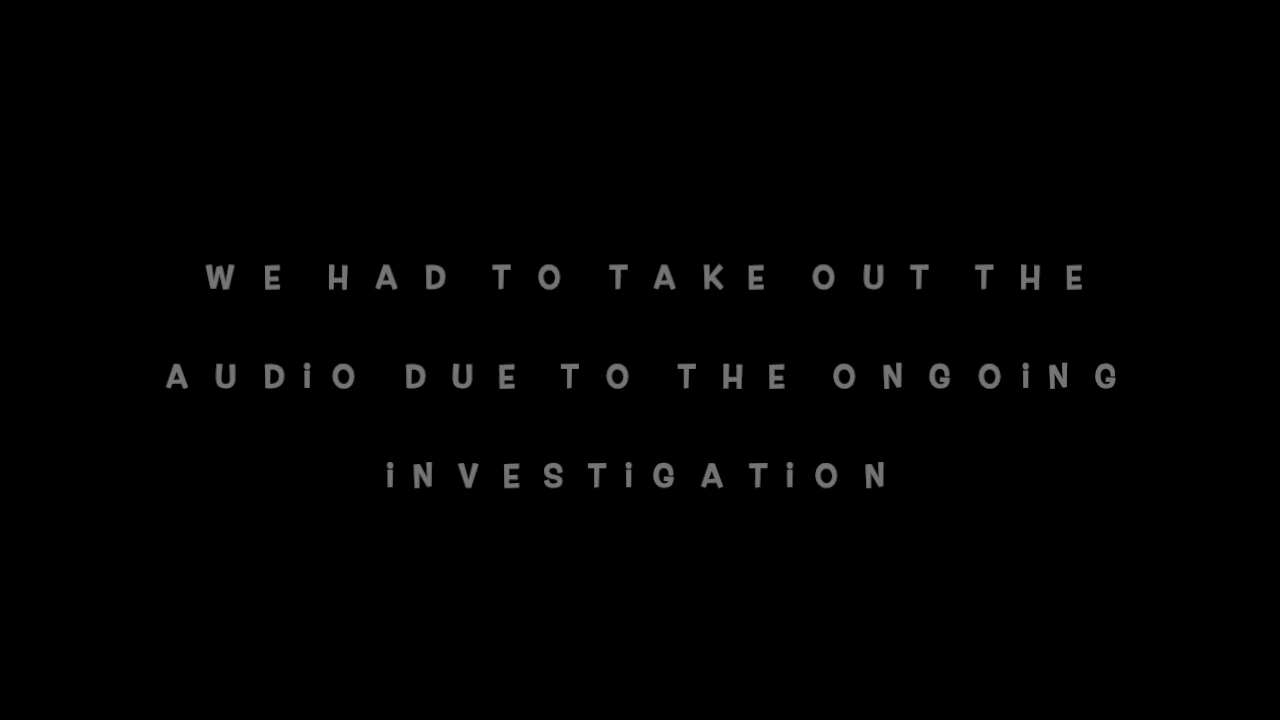 WE HAD TO TAKE OUT THE
AUDiO DUE TO THE ONGOiNG
iNVESTiGATiON